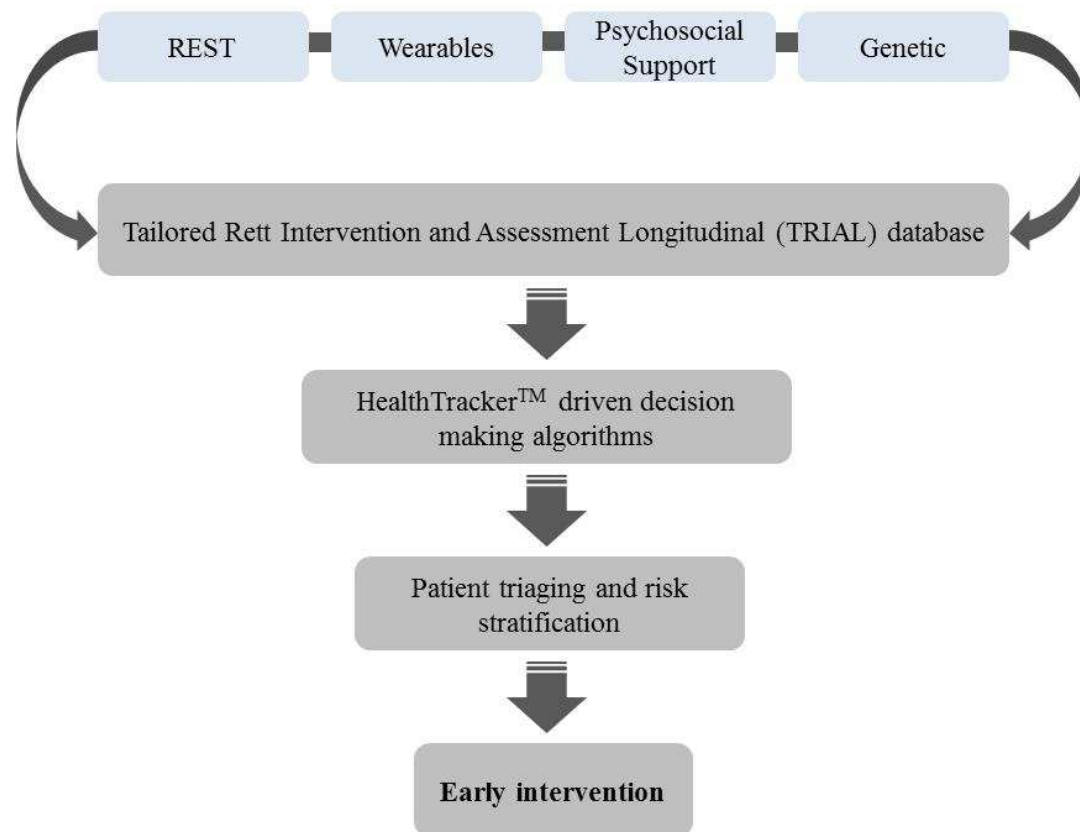 REST
Wearables
Psychosocial
Support
Genetic
Tailored Rett Intervention and Assessment Longitudinal (TRIAL) database
HealthTracker™ driven decision
making algorithms
Patient triaging and risk
stratification
Early intervention